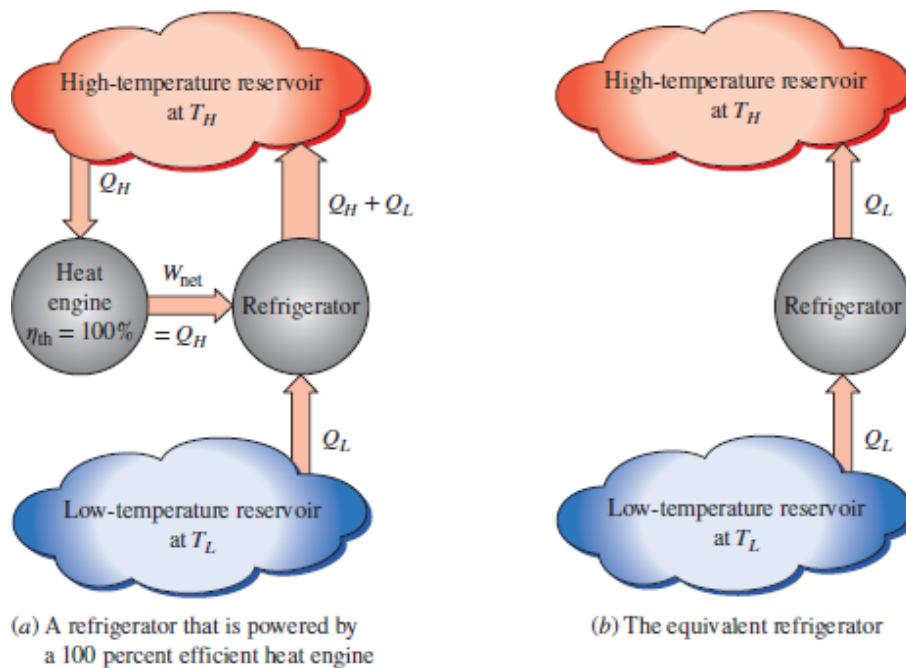 High-temperature reservoir
at T_H
Q_H
Q_H + Q_L
Heat
engine
η_th = 100%
W_net
= Q_H
Refrigerator
Q_L
Low-temperature reservoir
at T_L
(a) A refrigerator that is powered by
a 100 percent efficient heat engine
High-temperature reservoir
at T_H
Q_L
Refrigerator
Q_L
Low-temperature reservoir
at T_L
(b) The equivalent refrigerator